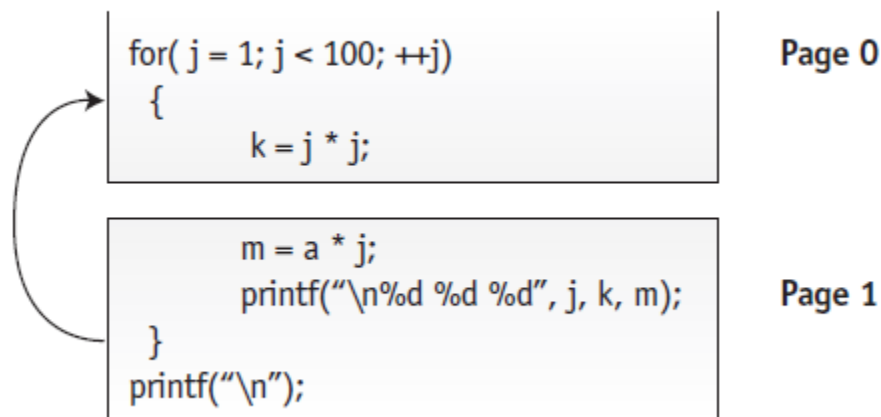 for( j = 1; j < 100; ++j) Page 0
{
k = j * j;
m = a * j;
printf(“\n%d %d %d”, j, k, m); Page 1
}
printf(“\n”);